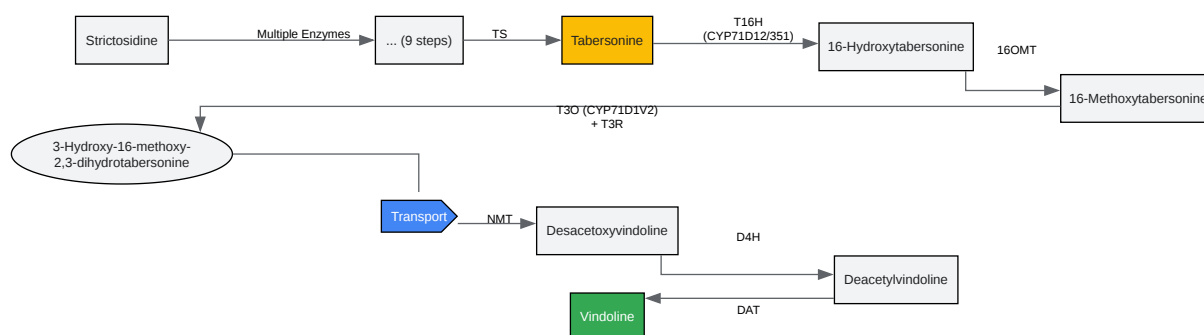 Strictosidine
Multiple Enzymes
... (9 steps)
TS
Tabersonine
T16H
(CYP71D12/351)
16-Hydroxytabersonine
16OMT
16-Methoxytabersonine
T3O (CYP71D1V2)
+ T3R
3-Hydroxy-16-methoxy-
2,3-dihydrotabersonine
Transport
NMT
Desacetoxyvindoline
D4H
Deacetylvindoline
DAT
Vindoline